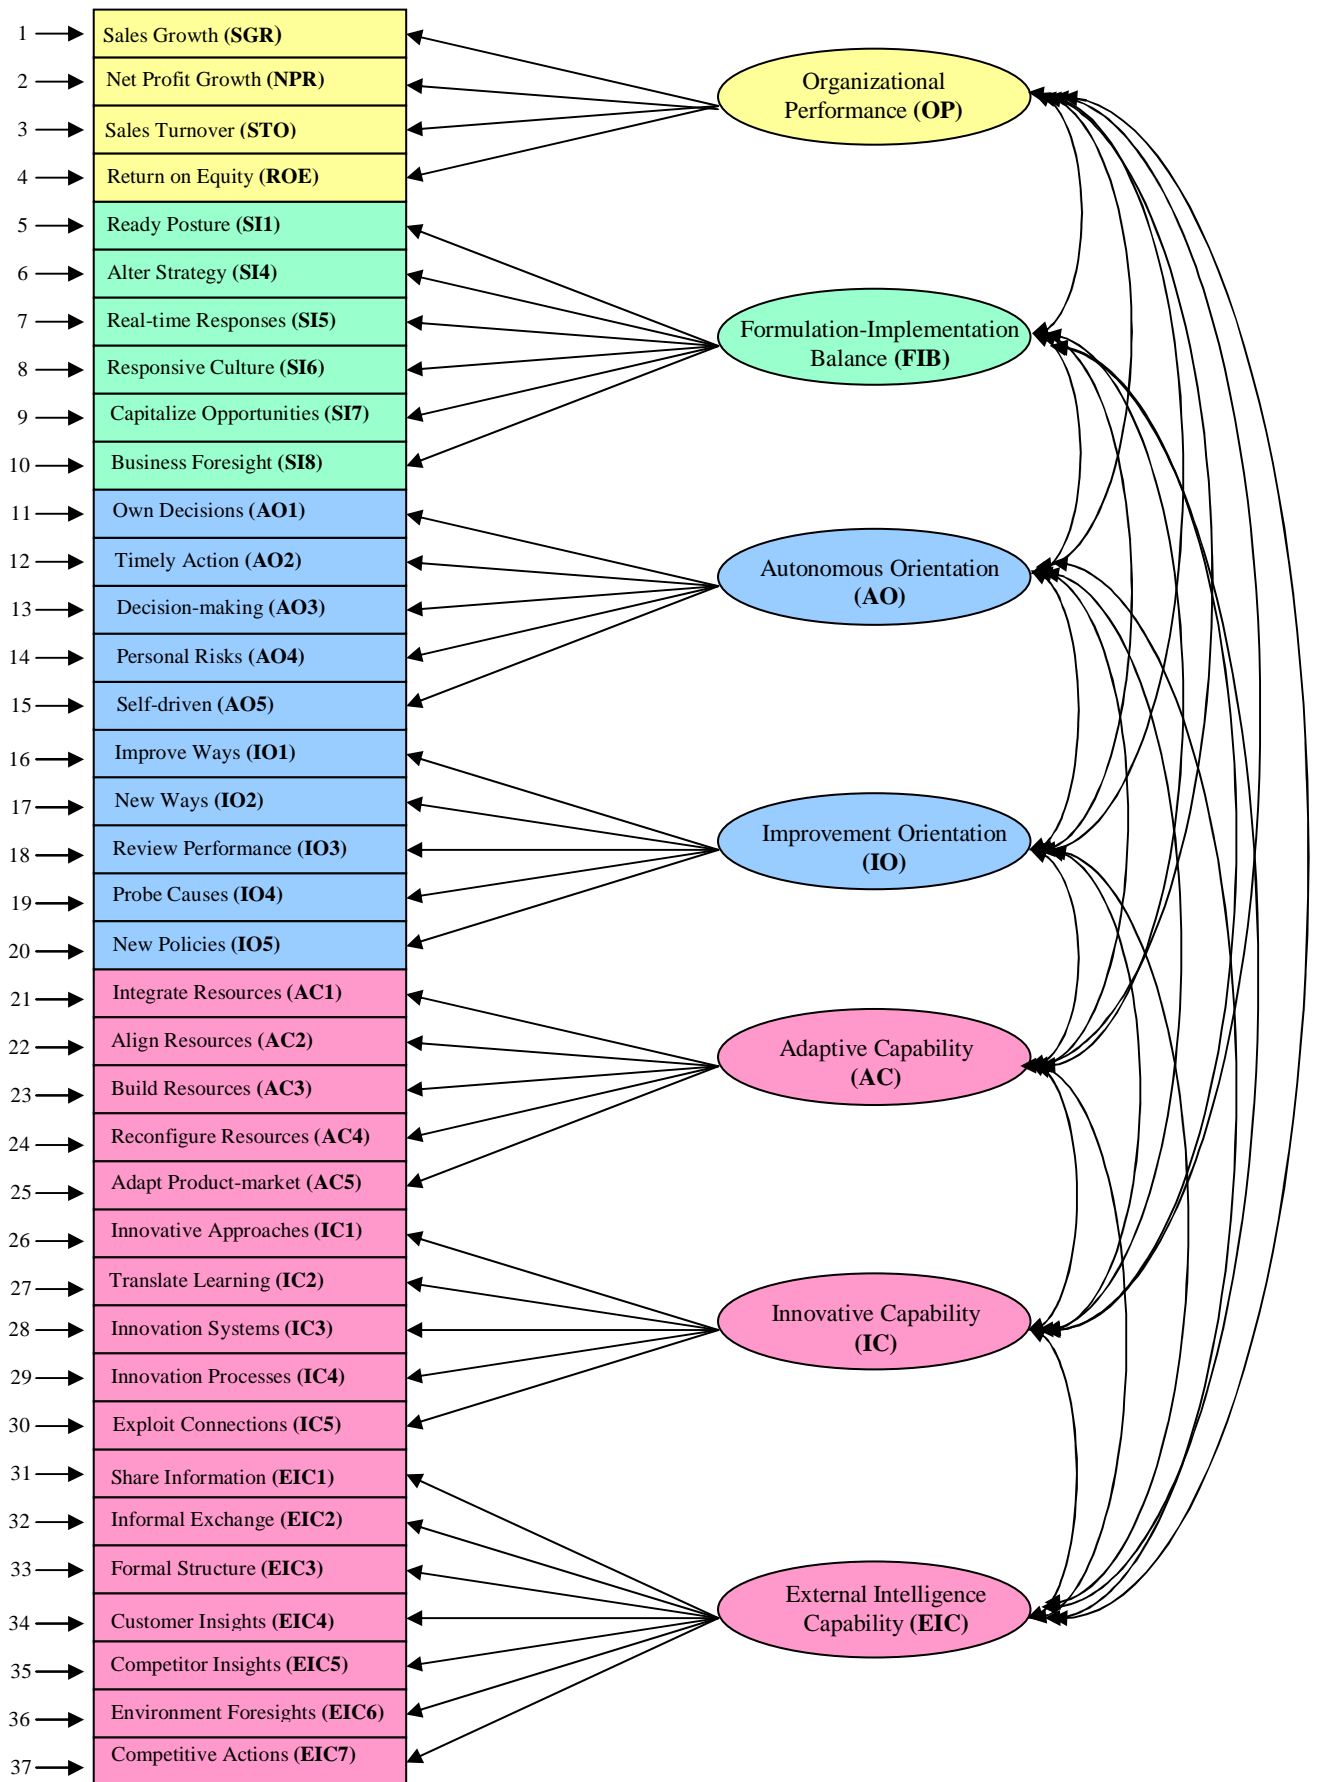 1 Sales Growth (SGR)
2 Net Profit Growth (NPR)
3 Sales Turnover (STO)
4 Return on Equity (ROE)
Organizational
Performance (OP)
5 Ready Posture (SI1)
6 Alter Strategy (SI4)
7 Real-time Responses (SI5)
8 Responsive Culture (SI6)
9 Capitalize Opportunities (SI7)
10 Business Foresight (SI8)
Formulation-Implementation
Balance (FIB)
11 Own Decisions (AO1)
12 Timely Action (AO2)
13 Decision-making (AO3)
14 Personal Risks (AO4)
15 Self-driven (AO5)
Autonomous Orientation
(AO)
16 Improve Ways (IO1)
17 New Ways (IO2)
18 Review Performance (IO3)
19 Probe Causes (IO4)
20 New Policies (IO5)
Improvement Orientation
(IO)
21 Integrate Resources (AC1)
22 Align Resources (AC2)
23 Build Resources (AC3)
24 Reconfigure Resources (AC4)
25 Adapt Product-market (AC5)
Adaptive Capability
(AC)
26 Innovative Approaches (IC1)
27 Translate Learning (IC2)
28 Innovation Systems (IC3)
29 Innovation Processes (IC4)
30 Exploit Connections (IC5)
Innovative Capability
(IC)
31 Share Information (EIC1)
32 Informal Exchange (EIC2)
33 Formal Structure (EIC3)
34 Customer Insights (EIC4)
35 Competitor Insights (EIC5)
36 Environment Foresights (EIC6)
37 Competitive Actions (EIC7)
External Intelligence
Capability (EIC)